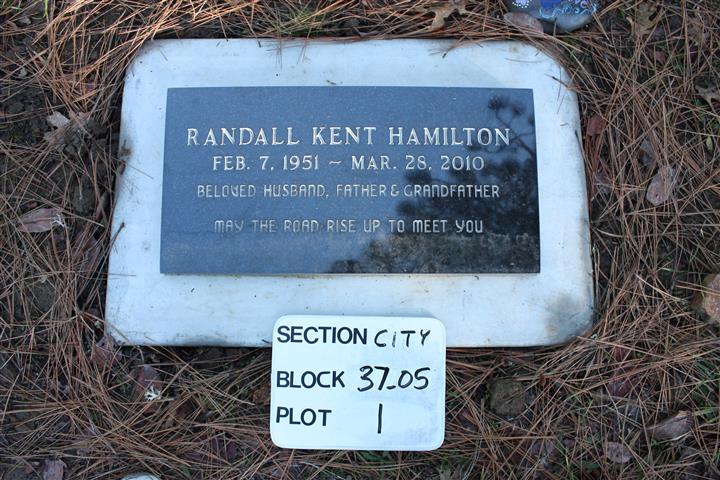 RANDALL KENT HAMILTON
FEB. 7, 1951 ~ MAR. 28, 2010
BELOVED HUSBAND, FATHER & GRANDFATHER
MAY THE ROAD RISE UP TO MEET YOU
SECTION CITY
BLOCK 37.05
PLOT 1